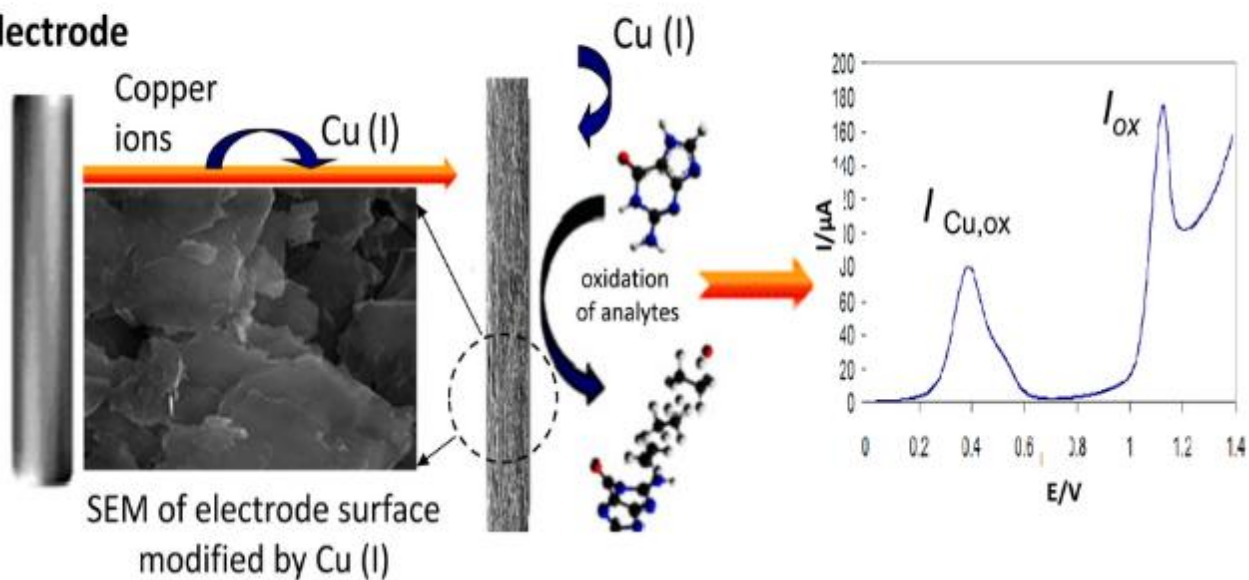 lectrode
Copper
ions
Cu (I)
SEM of electrode surface
modified by Cu (I)
Cu (I)
oxidation
of analytes
200
180
160
I ox
I Cu,ox
I/µA
60
40
20
0
0 0.2 0.4 0.6 0.8 1 1.2 1.4
E/V